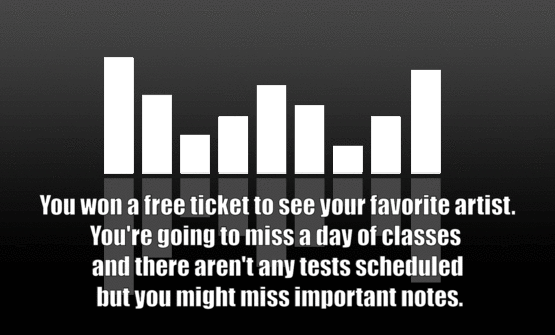 You won a free ticket to see your favorite artist.
You're going to miss a day of classes
and there aren't any tests scheduled
but you might miss important notes.